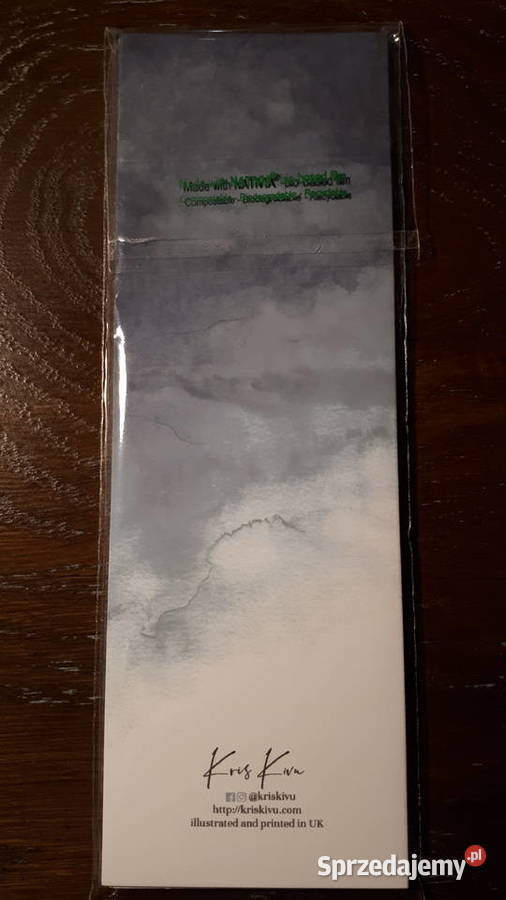 Made with NATIVIA® bio-based film
Compostable · Biodegradable · Recyclable
Kris Kivu
@kriskivu
http://kriskivu.com
illustrated and printed in UK
Sprzedajemy.pl